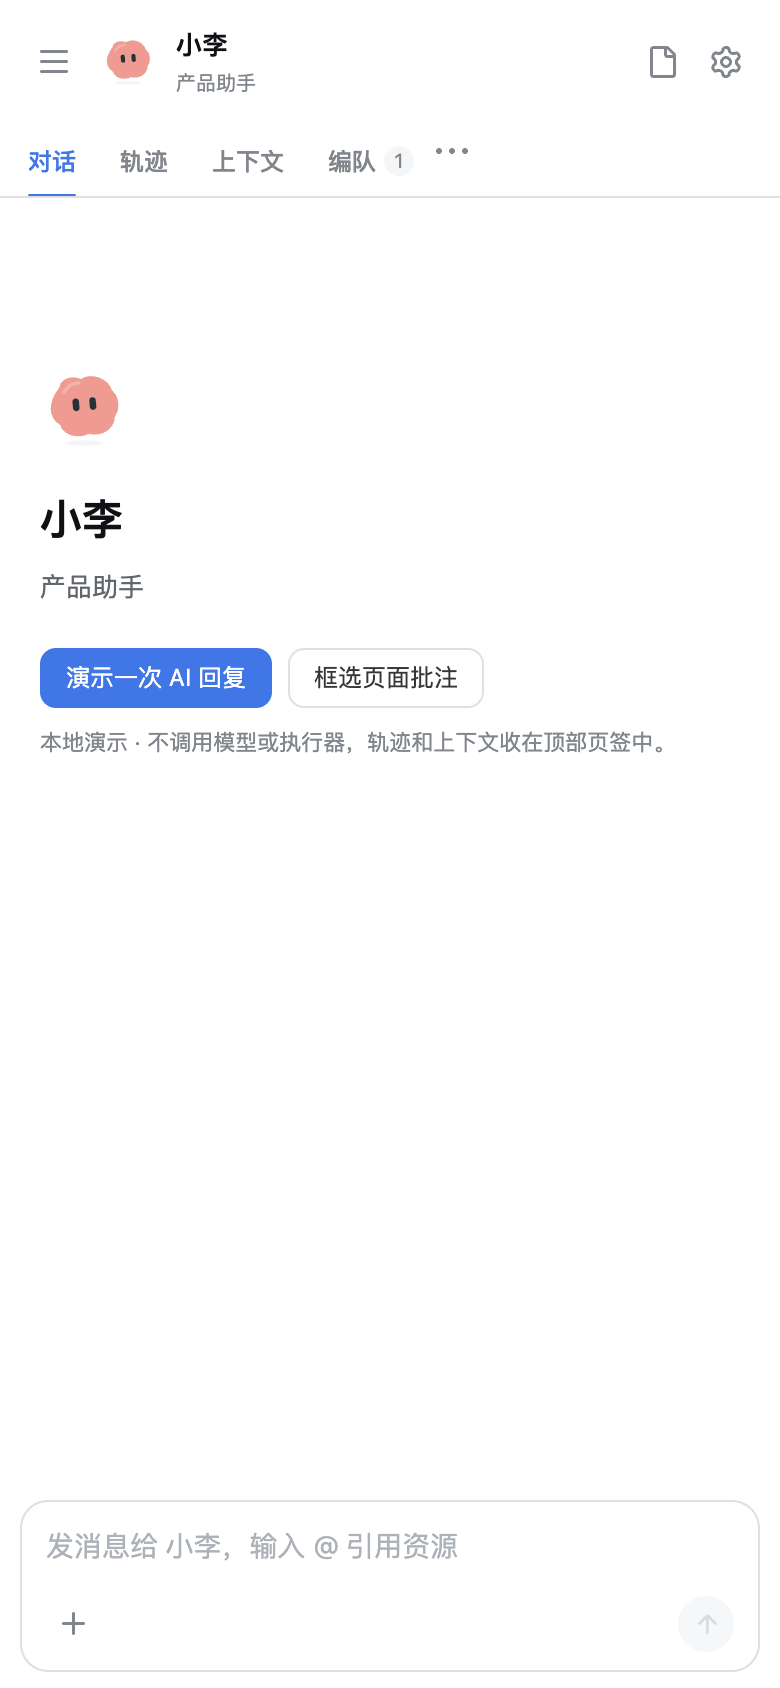 小李
产品助手
对话 轨迹 上下文 编队 1
小李
产品助手
演示一次 AI 回复 框选页面批注
本地演示 · 不调用模型或执行器，轨迹和上下文收在顶部页签中。
发消息给 小李，输入 @ 引用资源